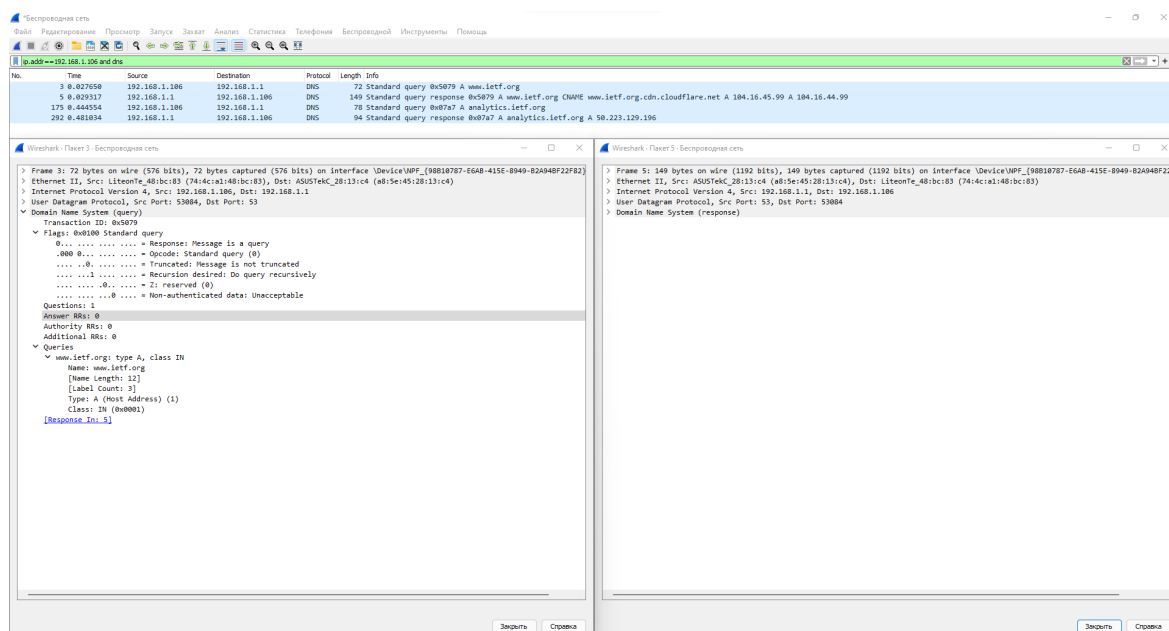 *Беспроводная сеть
Файл Редактирование Просмотр Запуск Захват Анализ Статистика Телефония Беспроводной Инструменты Помощь
ip.addr==192.168.1.106 and dns
No. Time Source Destination Protocol Length Info
3 0.027650 192.168.1.106 192.168.1.1 DNS 72 Standard query 0x5079 A www.ietf.org
5 0.029317 192.168.1.1 192.168.1.106 DNS 149 Standard query response 0x5079 A www.ietf.org CNAME www.ietf.org.cdn.cloudflare.net A 104.16.45.99 A 104.16.44.99
175 0.444554 192.168.1.106 192.168.1.1 DNS 78 Standard query 0x07a7 A analytics.ietf.org
292 0.481034 192.168.1.1 192.168.1.106 DNS 94 Standard query response 0x07a7 A analytics.ietf.org A 50.223.129.196
Wireshark · Пакет 3 · Беспроводная сеть
Frame 3: 72 bytes on wire (576 bits), 72 bytes captured (576 bits) on interface \Device\NPF_{98B10787-E6AB-415E-8949-B2A94BF22F82}
Ethernet II, Src: LiteonTe_48:bc:83 (74:4c:a1:48:bc:83), Dst: ASUSTekC_28:13:c4 (a8:5e:45:28:13:c4)
Internet Protocol Version 4, Src: 192.168.1.106, Dst: 192.168.1.1
User Datagram Protocol, Src Port: 53084, Dst Port: 53
Domain Name System (query)
Transaction ID: 0x5079
Flags: 0x0100 Standard query
0... .... .... .... = Response: Message is a query
.000 0... .... .... = Opcode: Standard query (0)
.... ..0. .... .... = Truncated: Message is not truncated
.... ...1 .... .... = Recursion desired: Do query recursively
.... .... .0.. .... = Z: reserved (0)
.... .... ...0 .... = Non-authenticated data: Unacceptable
Questions: 1
Answer RRs: 0
Authority RRs: 0
Additional RRs: 0
Queries
www.ietf.org: type A, class IN
Name: www.ietf.org
[Name Length: 12]
[Label Count: 3]
Type: A (Host Address) (1)
Class: IN (0x0001)
[Response In: 5]
Закрыть Справка
Wireshark · Пакет 5 · Беспроводная сеть
Frame 5: 149 bytes on wire (1192 bits), 149 bytes captured (1192 bits) on interface \Device\NPF_{98B10787-E6AB-415E-8949-B2A94BF22
Ethernet II, Src: ASUSTekC_28:13:c4 (a8:5e:45:28:13:c4), Dst: LiteonTe_48:bc:83 (74:4c:a1:48:bc:83)
Internet Protocol Version 4, Src: 192.168.1.1, Dst: 192.168.1.106
User Datagram Protocol, Src Port: 53, Dst Port: 53084
Domain Name System (response)
Закрыть Справка